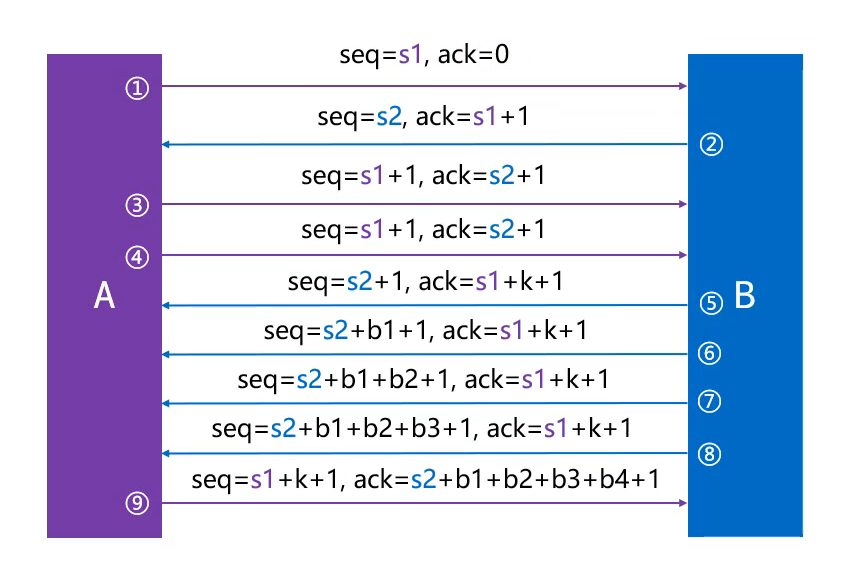 seq=s1, ack=0
①
seq=s2, ack=s1+1
②
seq=s1+1, ack=s2+1
③
seq=s1+1, ack=s2+1
④
seq=s2+1, ack=s1+k+1
A
⑤ B
seq=s2+b1+1, ack=s1+k+1
⑥
seq=s2+b1+b2+1, ack=s1+k+1
⑦
seq=s2+b1+b2+b3+1, ack=s1+k+1
⑧
seq=s1+k+1, ack=s2+b1+b2+b3+b4+1
⑨